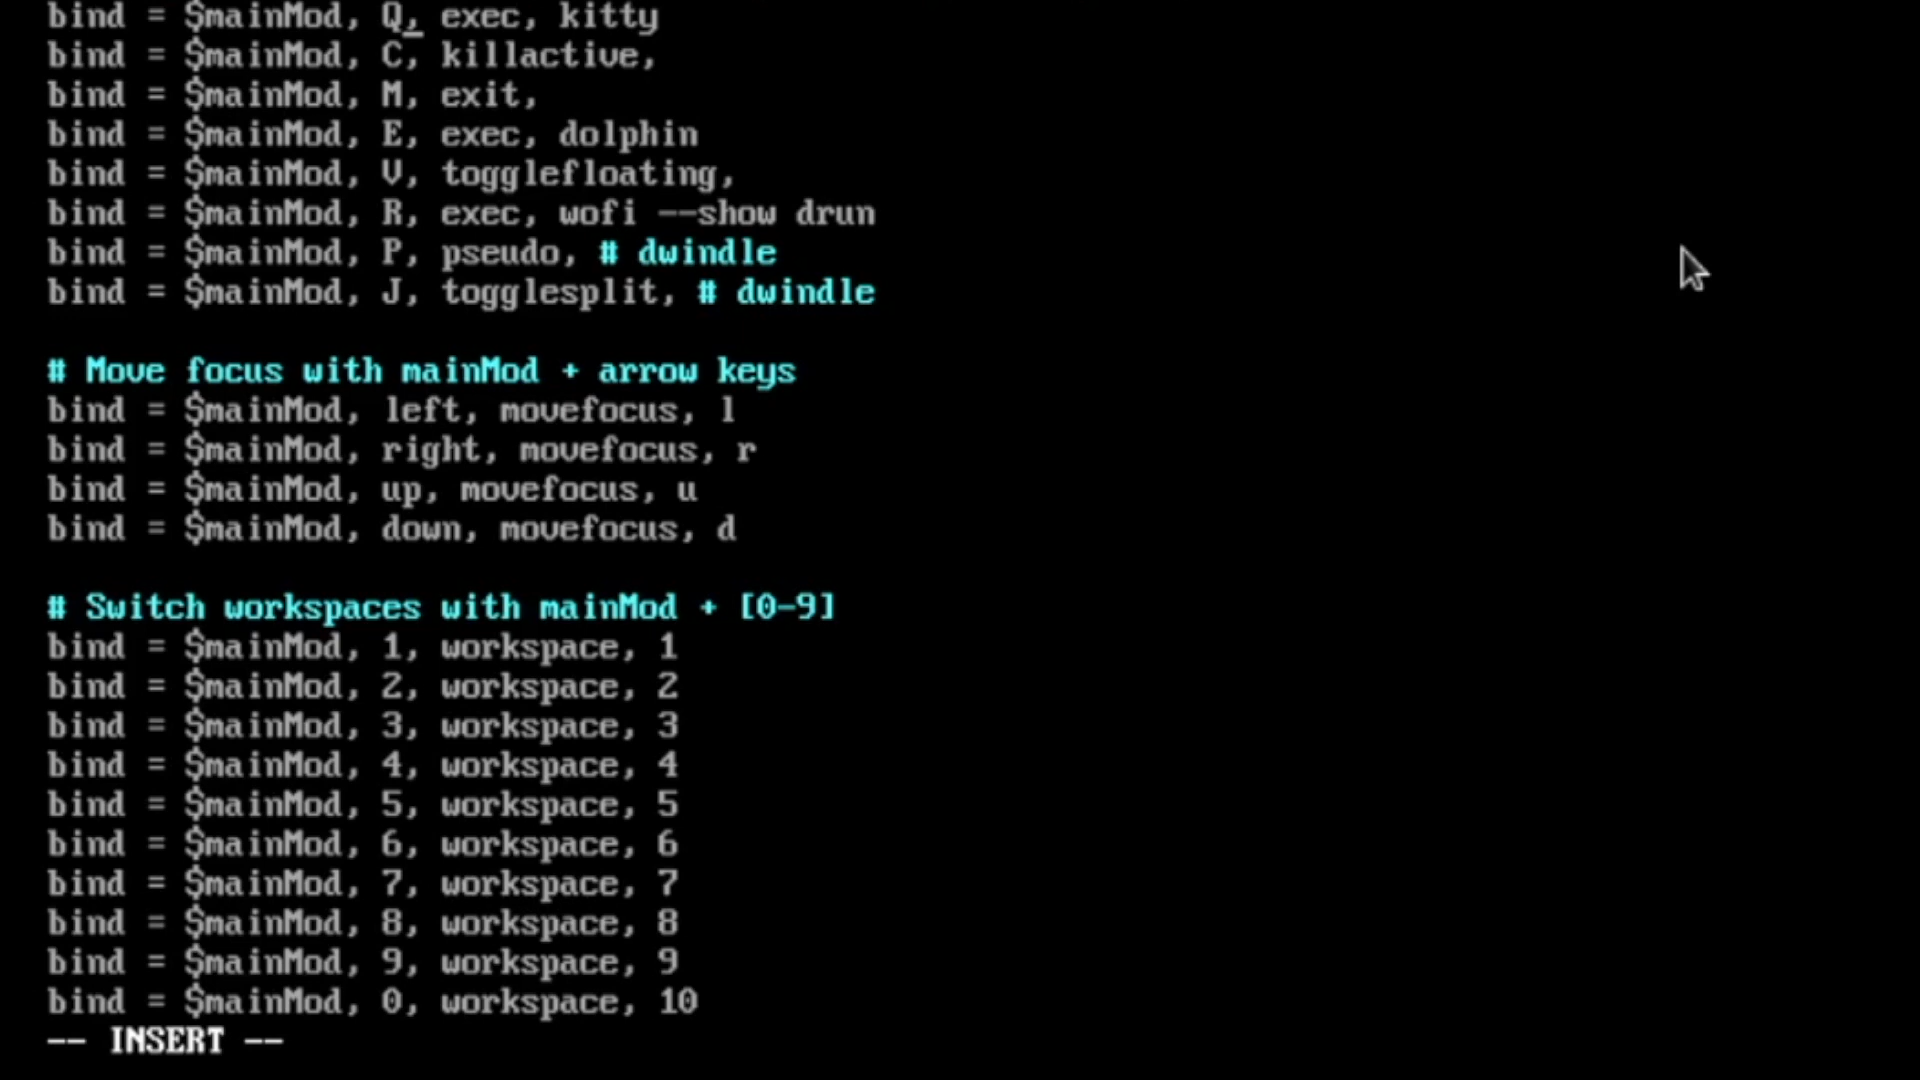 bind = $mainMod, Q, exec, kitty
bind = $mainMod, C, killactive,
bind = $mainMod, M, exit,
bind = $mainMod, E, exec, dolphin
bind = $mainMod, V, togglefloating,
bind = $mainMod, R, exec, wofi --show drun
bind = $mainMod, P, pseudo, # dwindle
bind = $mainMod, J, togglesplit, # dwindle
# Move focus with mainMod + arrow keys
bind = $mainMod, left, movefocus, l
bind = $mainMod, right, movefocus, r
bind = $mainMod, up, movefocus, u
bind = $mainMod, down, movefocus, d
# Switch workspaces with mainMod + [0-9]
bind = $mainMod, 1, workspace, 1
bind = $mainMod, 2, workspace, 2
bind = $mainMod, 3, workspace, 3
bind = $mainMod, 4, workspace, 4
bind = $mainMod, 5, workspace, 5
bind = $mainMod, 6, workspace, 6
bind = $mainMod, 7, workspace, 7
bind = $mainMod, 8, workspace, 8
bind = $mainMod, 9, workspace, 9
bind = $mainMod, 0, workspace, 10
-- INSERT --